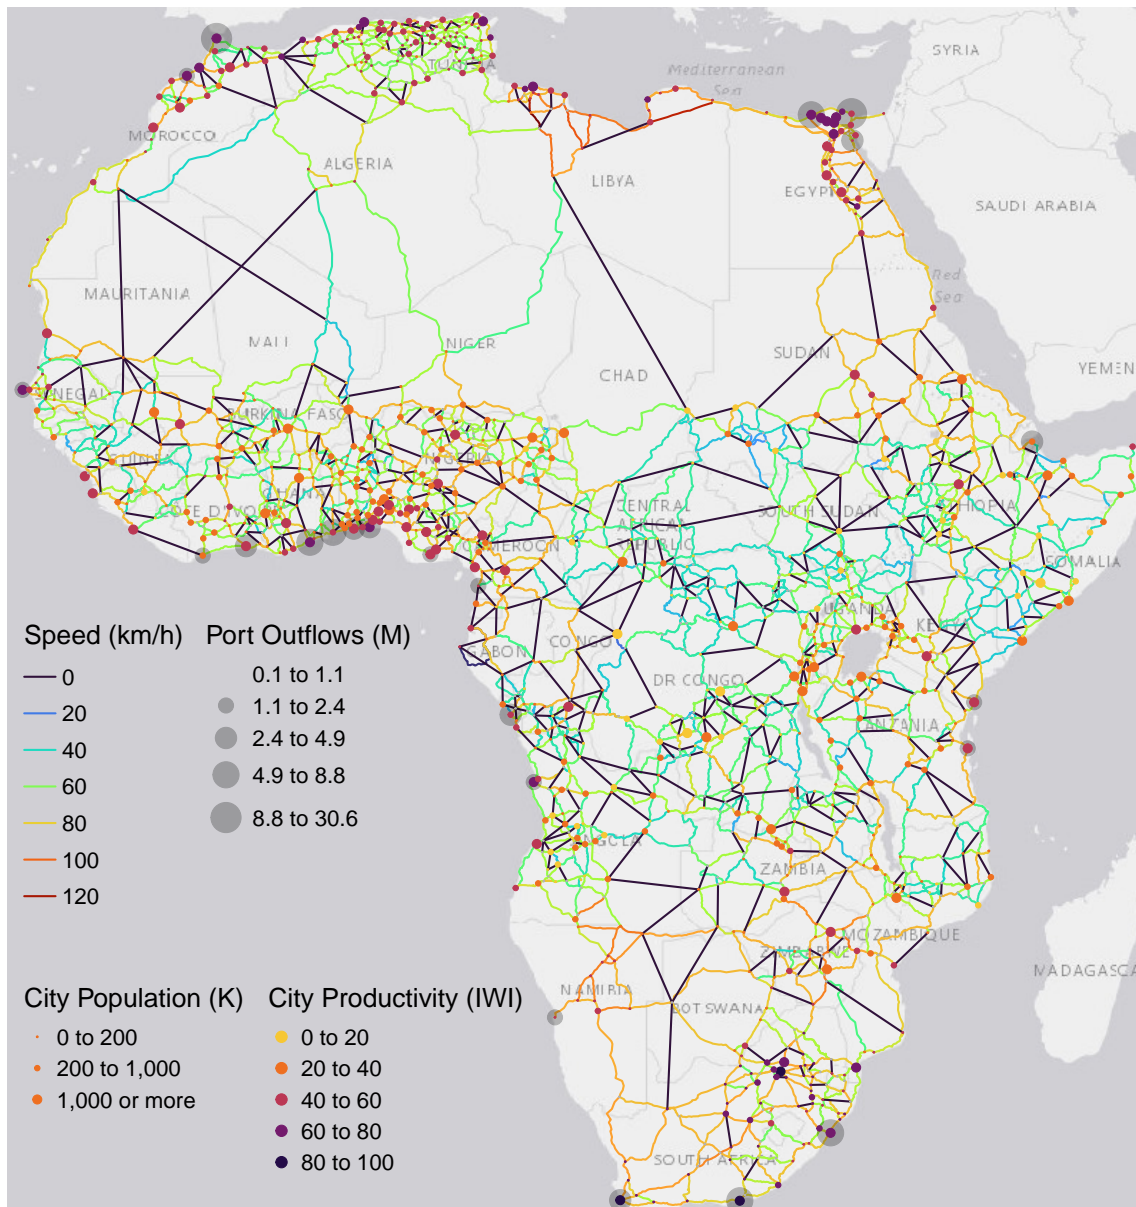 SYRIA
Mediterranean
Sea
TUNISIA
MOROCCO
ALGERIA
LIBYA
EGYPT
SAUDI ARABIA
Red
Sea
MAURITANIA
MALI
NIGER
SUDAN
CHAD
YEMEN
SENEGAL
BURKINA FASO
GUINEA
NIGERIA
GHANA
COTE D'IVOIRE
CENTRAL
AFRICAN
REPUBLIC
SOUTH SUDAN
ETHIOPIA
CAMEROON
SOMALIA
UGANDA
KENYA
GABON
CONGO
DR CONGO
TANZANIA
Speed (km/h)
0
20
40
60
80
100
120
Port Outflows (M)
0.1 to 1.1
1.1 to 2.4
2.4 to 4.9
4.9 to 8.8
8.8 to 30.6
ANGOLA
ZAMBIA
MOZAMBIQUE
ZIMBABWE
MADAGASCA
NAMIBIA
BOTSWANA
City Population (K)
0 to 200
200 to 1,000
1,000 or more
City Productivity (IWI)
0 to 20
20 to 40
40 to 60
60 to 80
80 to 100
SOUTH AFRICA